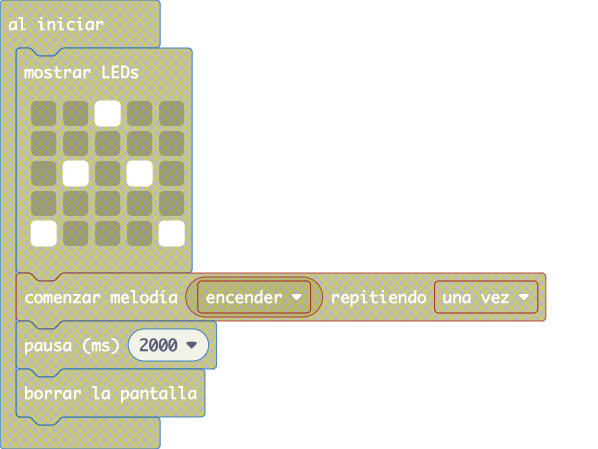 al iniciar
mostrar LEDs
comenzar melodía encender repitiendo una vez
pausa (ms) 2000
borrar la pantalla